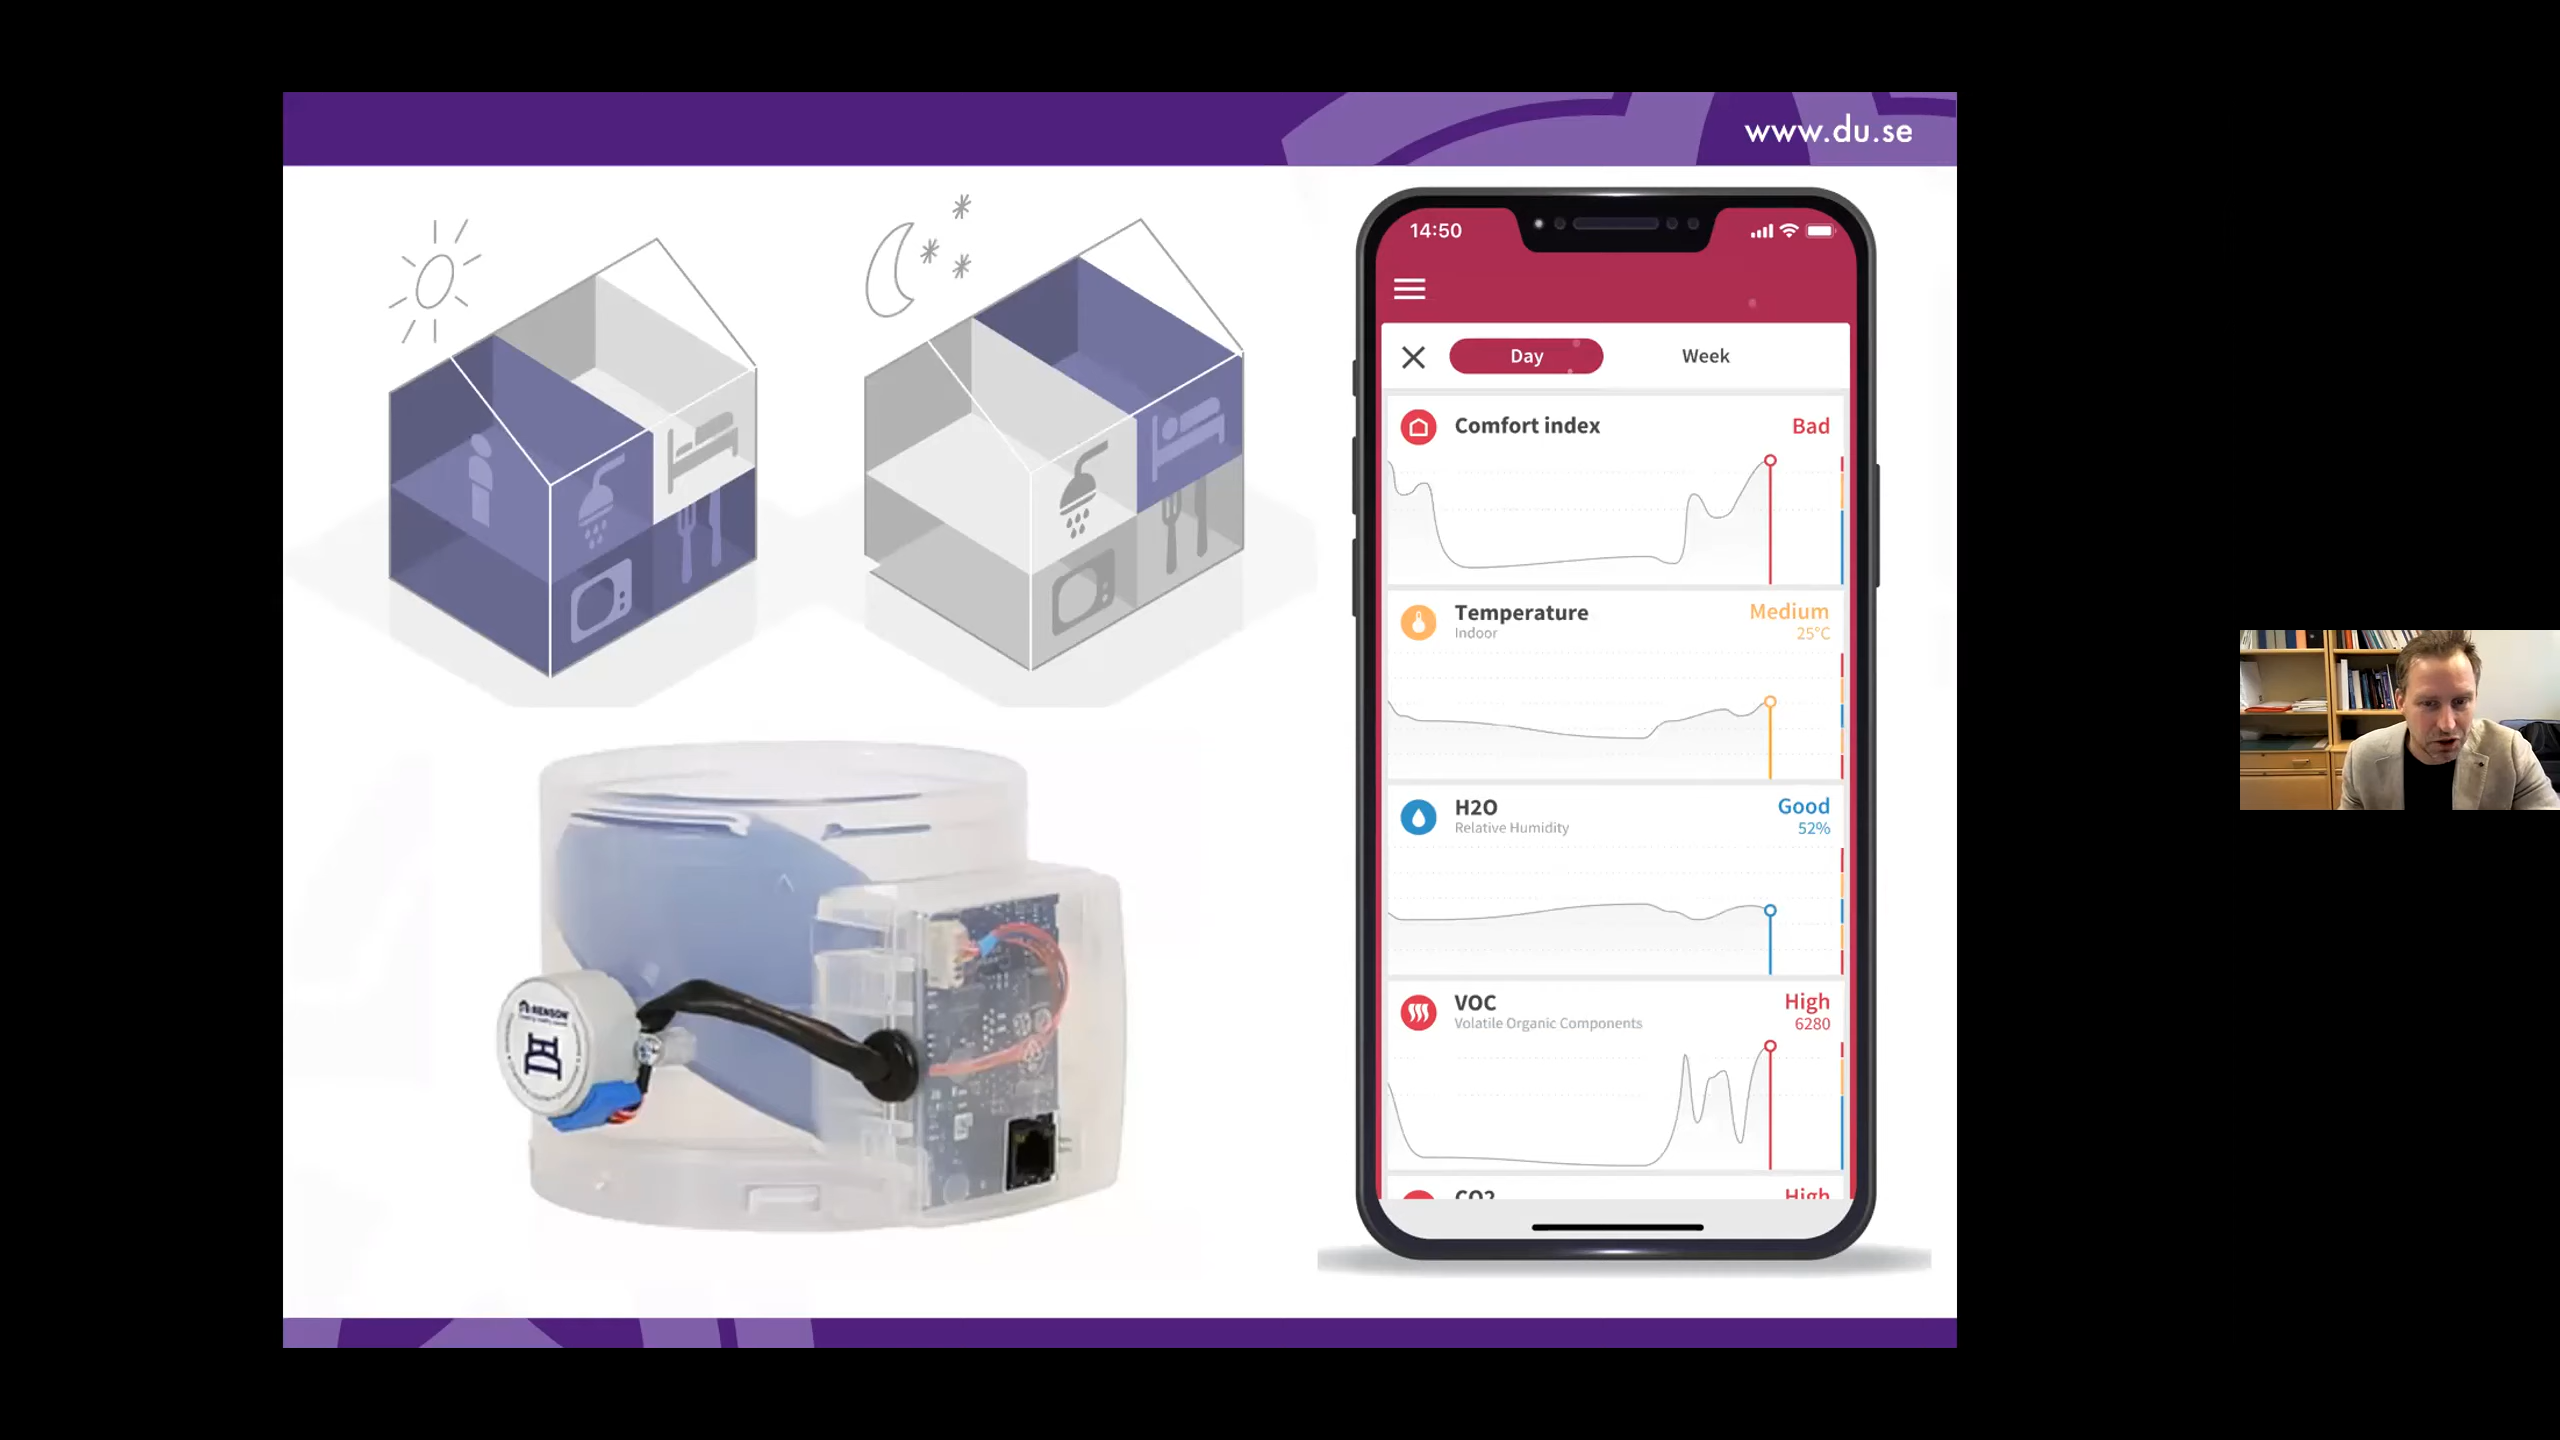 www.du.se
14:50
Day
Week
Comfort index
Bad
Temperature
Medium
Indoor
25°C
H2O
Good
Relative Humidity
52%
VOC
High
Volatile Organic Components
6280
CO2
High
RENSON